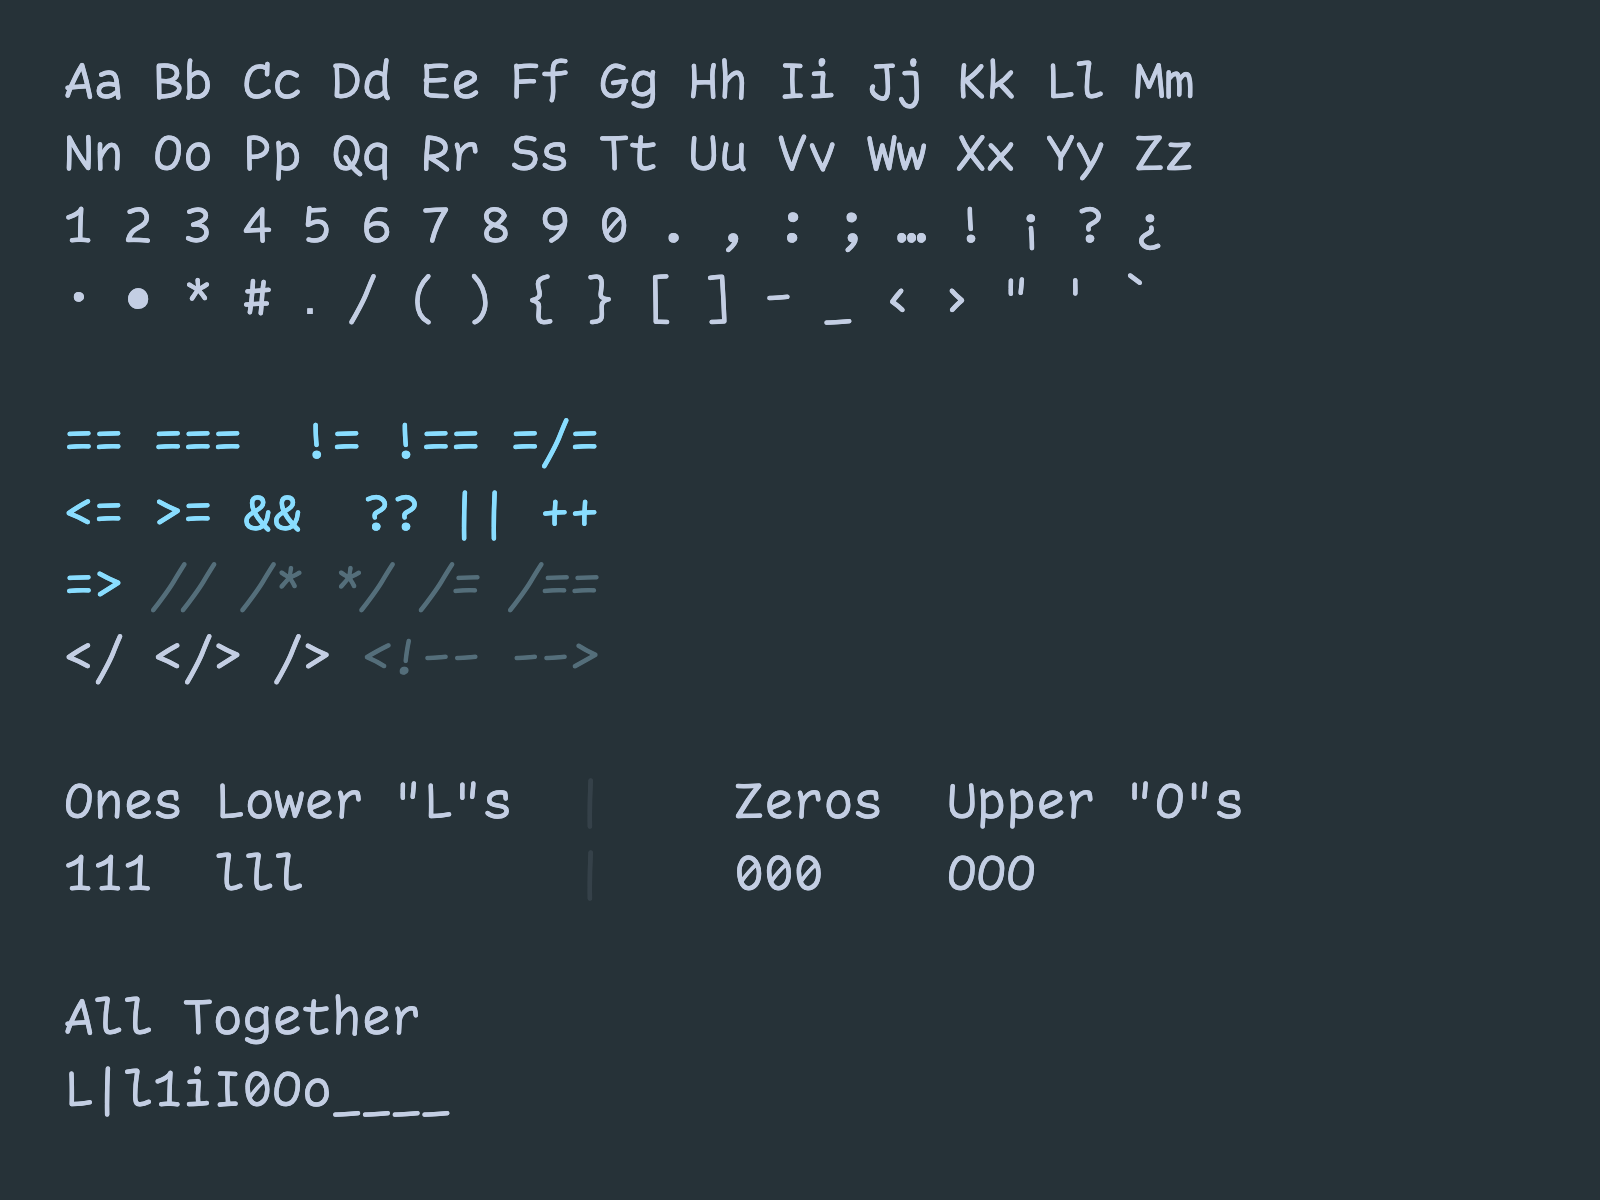 Aa Bb Cc Dd Ee Ff Gg Hh Ii Jj Kk Ll Mm
Nn Oo Pp Qq Rr Ss Tt Uu Vv Ww Xx Yy Zz
1 2 3 4 5 6 7 8 9 0 . , : ; … ! ¡ ? ¿
· • * # . / ( ) { } [ ] - _ ‹ › " ' `
== ===  != !== =/=
<= >= &&  ?? || ++
=> // /* */ /= /==
</ </> /> <!-- -->
Ones Lower "L"s | Zeros Upper "O"s
111 lll | 000 OOO
All Together
L|l1iI0Oo____